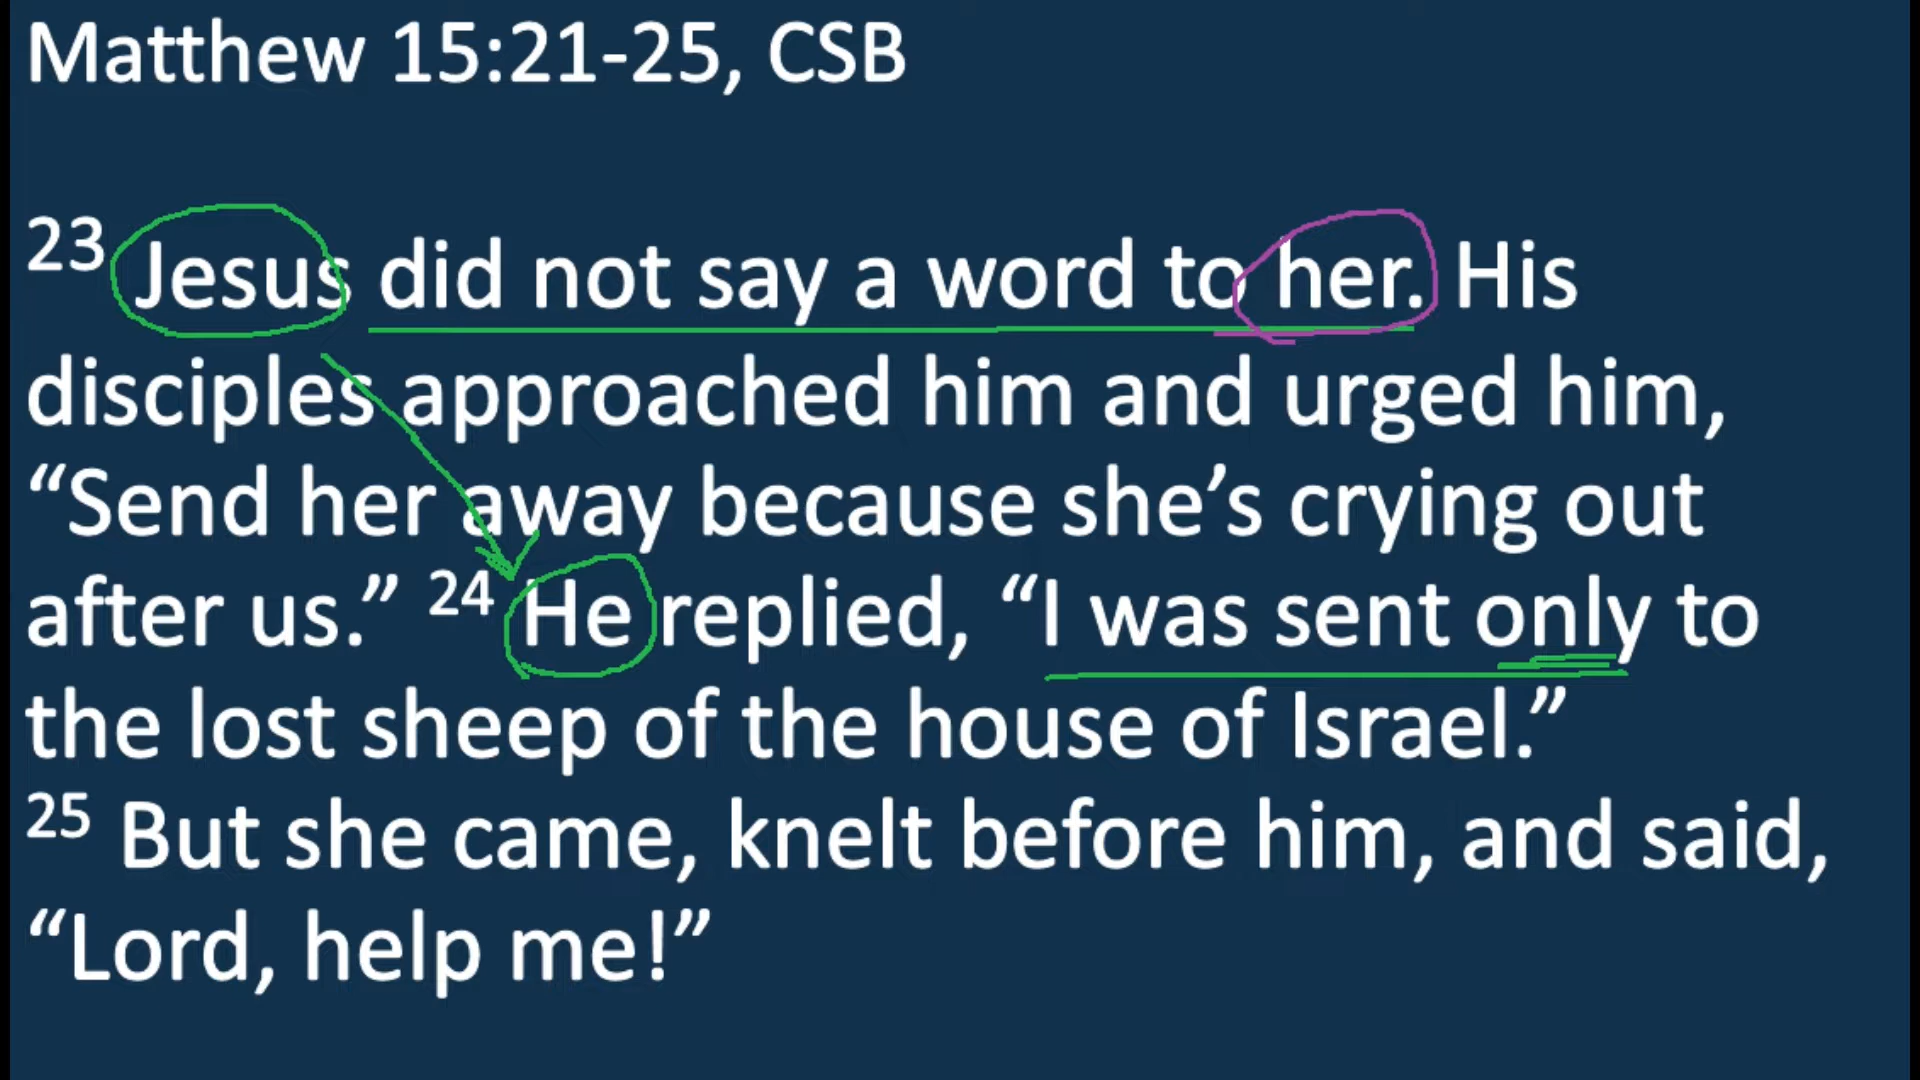 Matthew 15:21-25, CSB
23 Jesus did not say a word to her. His
disciples approached him and urged him,
“Send her away because she’s crying out
after us.” 24 He replied, “I was sent only to
the lost sheep of the house of Israel.”
25 But she came, knelt before him, and said,
“Lord, help me!”